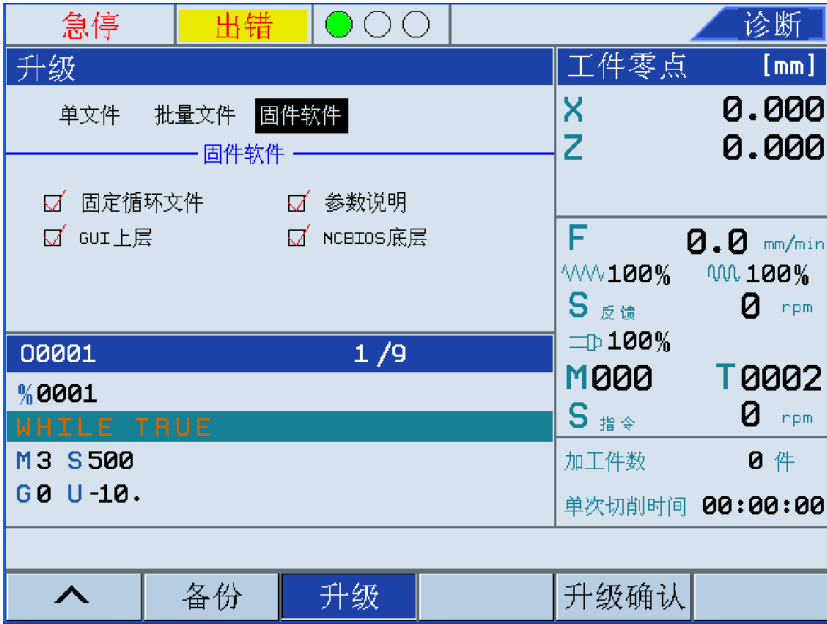 急停 出错 诊断
升级
单文件 批量文件 固件软件
固件软件
固定循环文件 参数说明
GUI上层 NCBIOS底层
O0001 1/9
%0001
WHILE TRUE
M3 S500
G0 U-10.
工件零点 [mm]
X 0.000
Z 0.000
F 0.0 mm/min
100% 100%
S 反馈 0 rpm
100%
M000 T0002
S 指令 0 rpm
加工件数 0 件
单次切削时间 00:00:00
备份 升级 升级确认